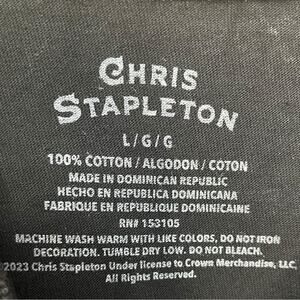 CHRIS
STAPLETON
L/G/G
100% COTTON / ALGODON / COTON
MADE IN DOMINICAN REPUBLIC
HECHO EN REPUBLICA DOMINICANA
FABRIQUE EN REPUBLIQUE DOMINICAINE
RN# 153105
MACHINE WASH WARM WITH LIKE COLORS, DO NOT IRON
DECORATION. TUMBLE DRY LOW. DO NOT BLEACH.
©2023 Chris Stapleton Under license to Crown Merchandise, LLC.
All Rights Reserved.